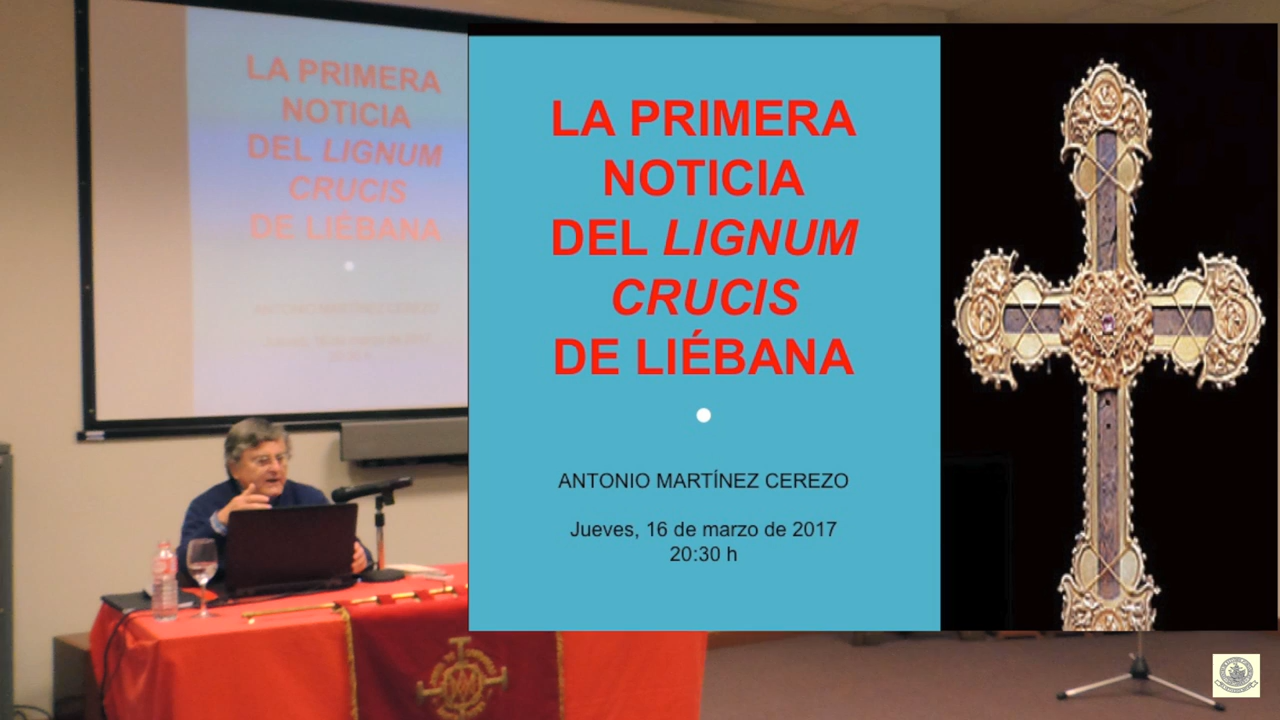 LA PRIMERA
NOTICIA
DEL LIGNUM
CRUCIS
DE LIÉBANA
LA PRIMERA
NOTICIA
DEL LIGNUM
CRUCIS
DE LIÉBANA
ANTONIO MARTÍNEZ CEREZO
Jueves, 16 de marzo de 2017
20:30 h